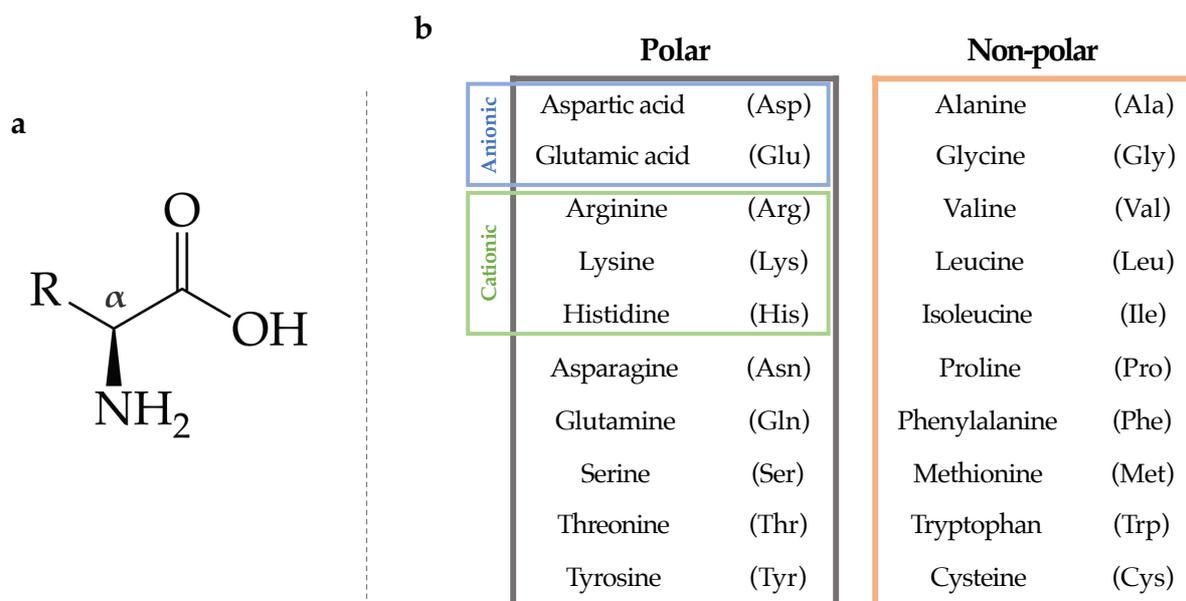 a
O
R
α
OH
NH₂
b
Polar
Non-polar
Anionic
Cationic
Aspartic acid (Asp)
Glutamic acid (Glu)
Arginine (Arg)
Lysine (Lys)
Histidine (His)
Asparagine (Asn)
Glutamine (Gln)
Serine (Ser)
Threonine (Thr)
Tyrosine (Tyr)
Alanine (Ala)
Glycine (Gly)
Valine (Val)
Leucine (Leu)
Isoleucine (Ile)
Proline (Pro)
Phenylalanine (Phe)
Methionine (Met)
Tryptophan (Trp)
Cysteine (Cys)